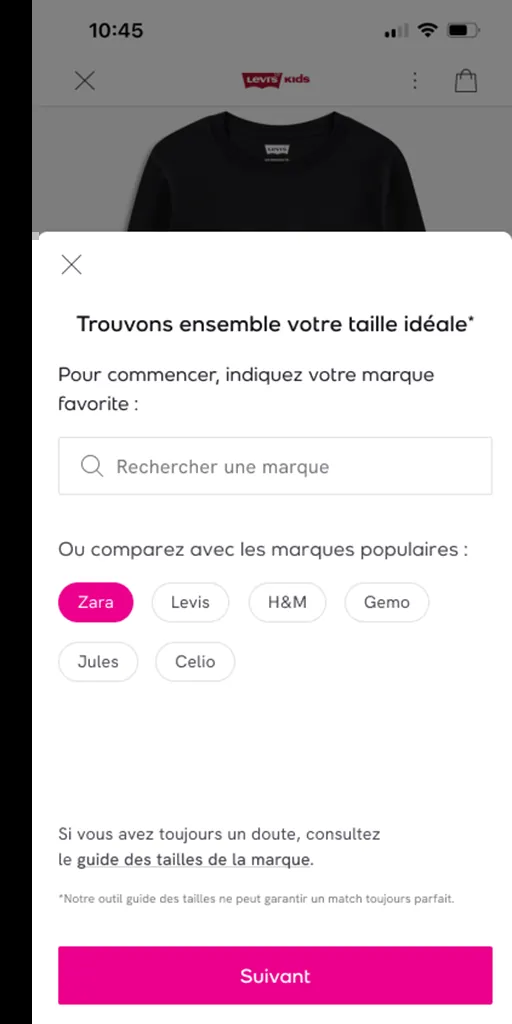 10:45
Levi's KIDS
Levi's
Trouvons ensemble votre taille idéale*
Pour commencer, indiquez votre marque
favorite :
Rechercher une marque
Ou comparez avec les marques populaires :
Zara Levis H&M Gemo
Jules Celio
Si vous avez toujours un doute, consultez
le guide des tailles de la marque.
*Notre outil guide des tailles ne peut garantir un match toujours parfait.
Suivant